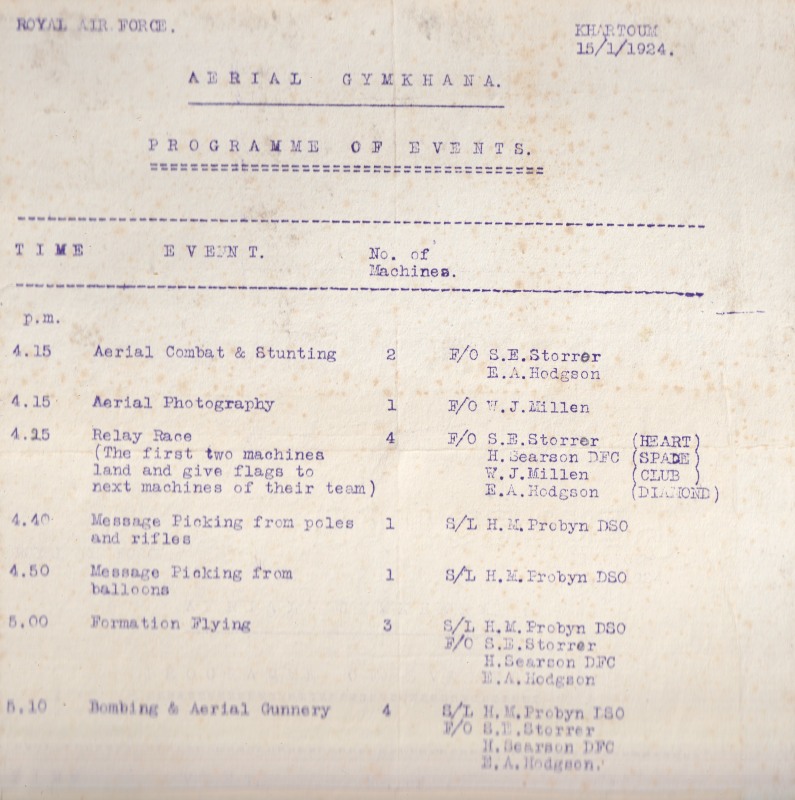 ROYAL AIR FORCE.
KHARTOUM
15/1/1924.
AERIAL GYMKHANA.
PROGRAMME OF EVENTS.
TIME EVENT. No. of
Machines.
p.m.
4.15 Aerial Combat & Stunting 2 F/O S.E.Storrer
E.A.Hodgson
4.15 Aerial Photography 1 F/O W.J.Millen
4.25 Relay Race 4 F/O S.E.Storrer (HEART)
(The first two machines H.Searson DFC (SPADE)
land and give flags to W.J.Millen (CLUB )
next machines of their team) E.A.Hodgson (DIAMOND)
4.40 Message Picking from poles 1 S/L H.M.Probyn DSO
and rifles
4.50 Message Picking from 1 S/L H.M.Probyn DSO
balloons
5.00 Formation Flying 3 S/L H.M.Probyn DSO
F/O S.E.Storrer
H.Searson DFC
E.A.Hodgson
5.10 Bombing & Aerial Gunnery 4 S/L H.M.Probyn DSO
F/O S.E.Storrer
H.Searson DFC
E.A.Hodgson.